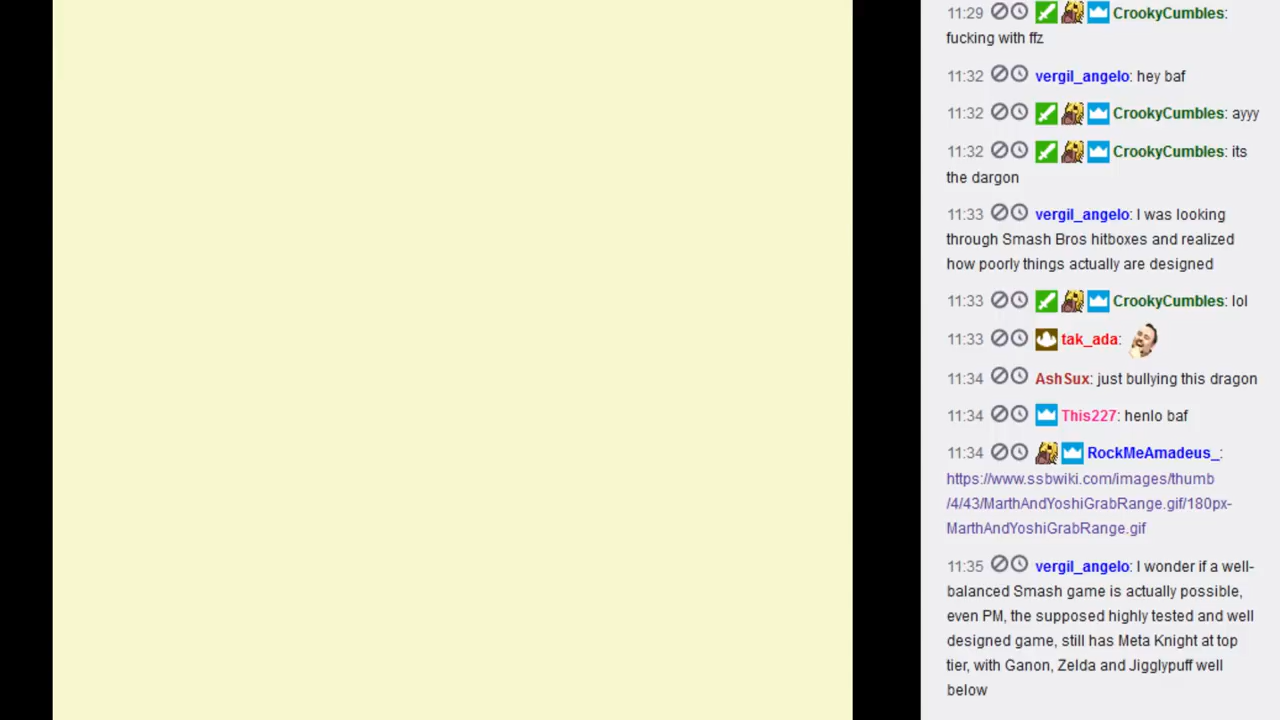 11:29 CrookyCumbles:
fucking with ffz
11:32 vergil_angelo: hey baf
11:32 CrookyCumbles: ayyy
11:32 CrookyCumbles: its
the dargon
11:33 vergil_angelo: I was looking
through Smash Bros hitboxes and realized
how poorly things actually are designed
11:33 CrookyCumbles: lol
11:33 tak_ada:
11:34 AshSux: just bullying this dragon
11:34 This227: henlo baf
11:34 RockMeAmadeus_:
https://www.ssbwiki.com/images/thumb
/4/43/MarthAndYoshiGrabRange.gif/180px-
MarthAndYoshiGrabRange.gif
11:35 vergil_angelo: I wonder if a well-
balanced Smash game is actually possible,
even PM, the supposed highly tested and well
designed game, still has Meta Knight at top
tier, with Ganon, Zelda and Jigglypuff well
below